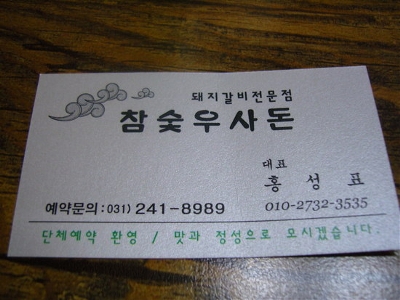 돼지갈비전문점
참숯우사돈
대표
홍 성 표
예약문의 : 031) 241-8989
010-2732-3535
단체예약 환영 / 맛과 정성으로 모시겠습니다.